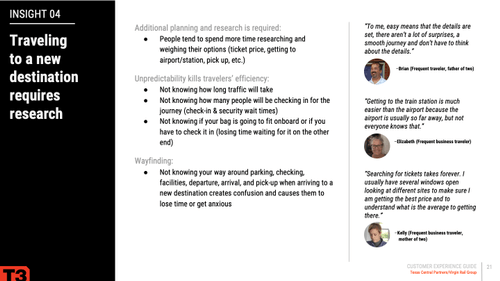 INSIGHT 04
Traveling
to a new
destination
requires
research
Additional planning and research is required:
● People tend to spend more time researching and
weighing their options (ticket price, getting to
airport/station, pick up, etc.)
Unpredictability kills travelers' efficiency:
● Not knowing how long traffic will take
● Not knowing how many people will be checking in for the
journey (check-in & security wait times)
● Not knowing if your bag is going to fit onboard or if you
have to check it in (losing time waiting for it on the other
end)
Wayfinding:
● Not knowing your way around parking, checking,
facilities, departure, arrival, and pick-up when arriving to a
new destination creates confusion and causes them to
lose time or get anxious
"To me, easy means that the details are
set, there aren't a lot of surprises, a
smooth journey and don't have to think
about the details."
- Brian (Frequent traveler, father of two)
"Getting to the train station is much
easier than the airport because the
airport is usually so far away, but not
everyone knows that."
- Elizabeth (Frequent business traveler)
"Searching for tickets takes forever. I
usually have several windows open
looking at different sites to make sure I
am getting the best price and to
understand what is the average to getting
there."
- Kelly (Frequent business traveler,
mother of two)
T3
CUSTOMER EXPERIENCE GUIDE
Texas Central Partners/Virgin Rail Group